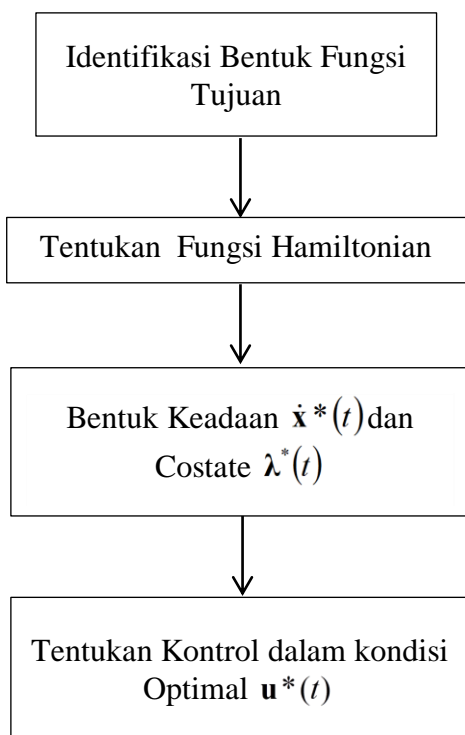 Identifikasi Bentuk Fungsi
Tujuan
Tentukan Fungsi Hamiltonian
Bentuk Keadaan ẋ*(t) dan
Costate λ*(t)
Tentukan Kontrol dalam kondisi
Optimal u*(t)